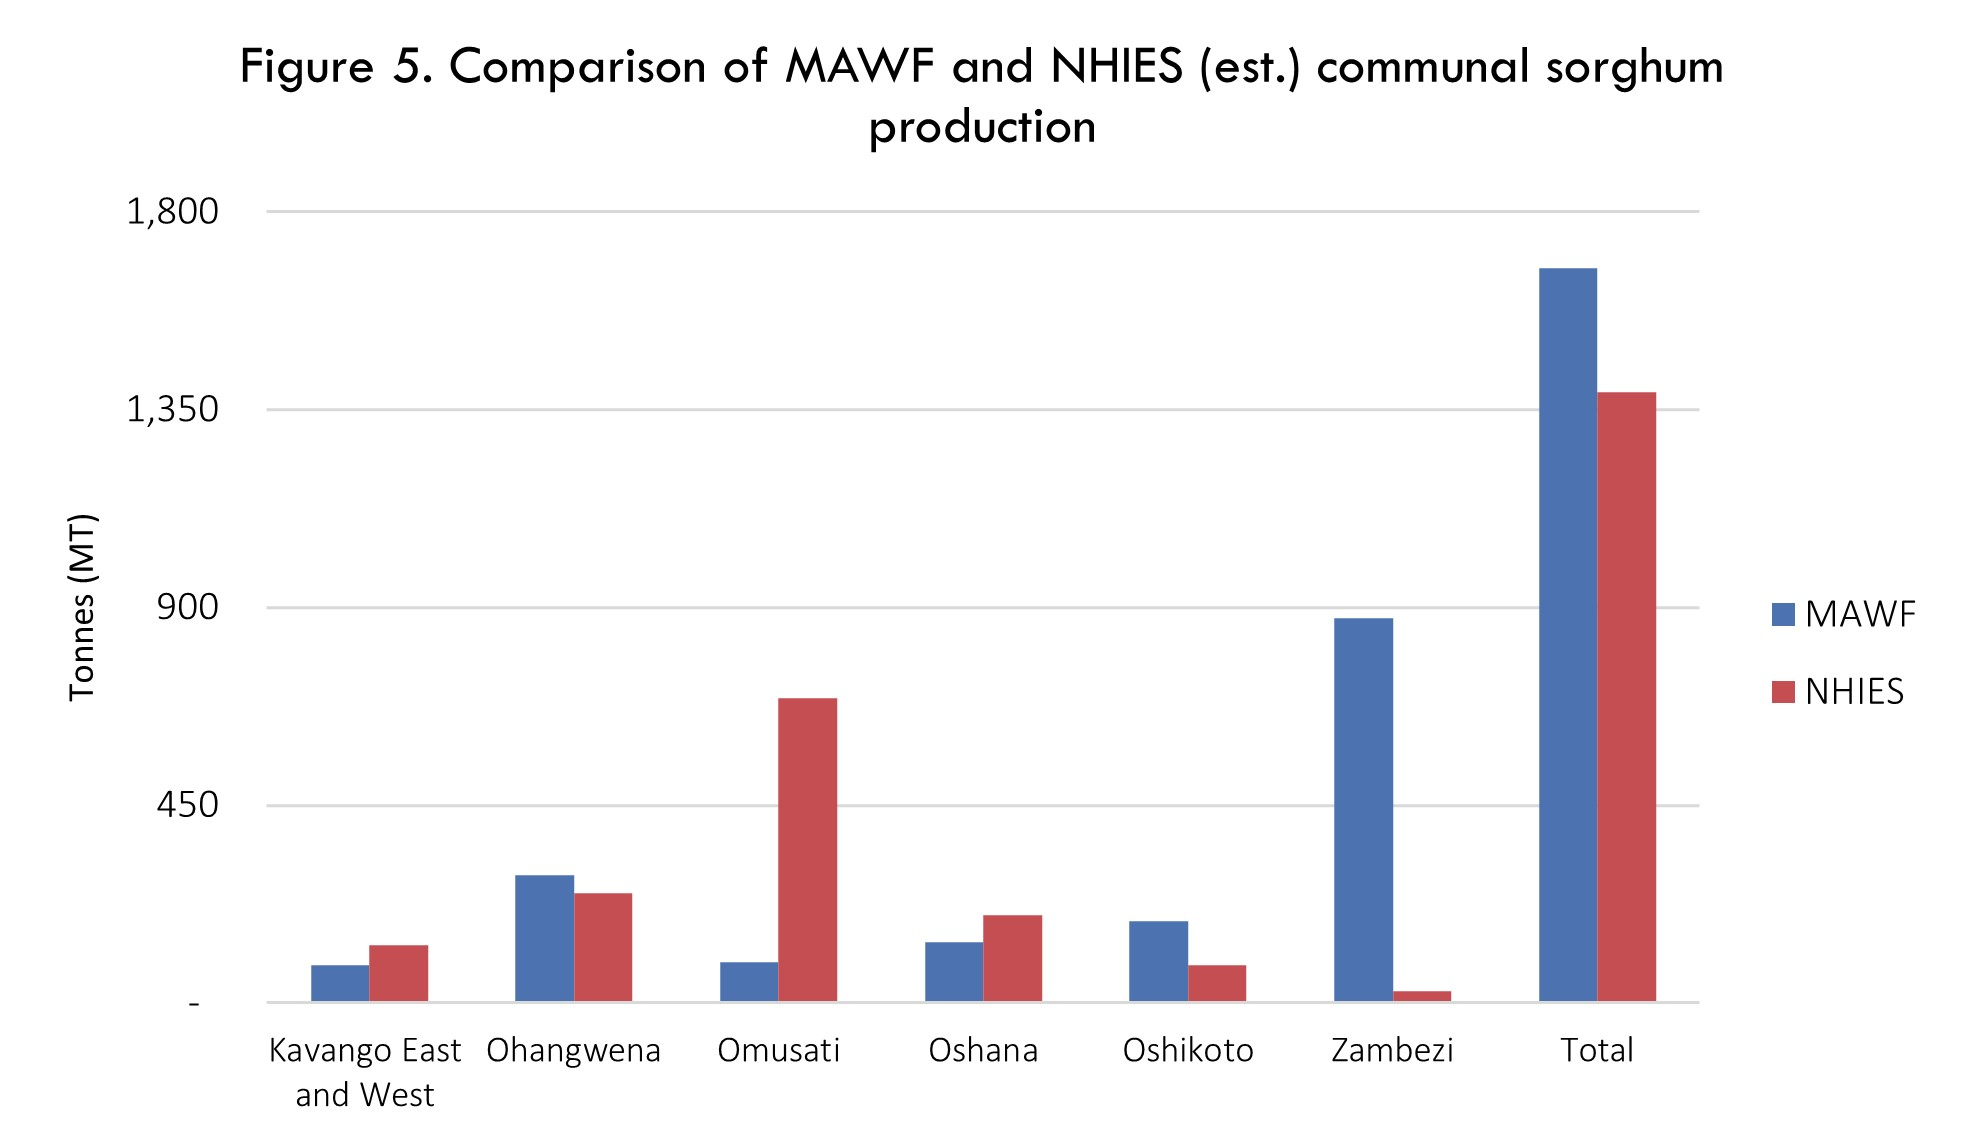 Figure 5. Comparison of MAWF and NHIES (est.) communal sorghum
production
1,800
1,350
900
450
-
Tonnes (MT)
Kavango East
and West
Ohangwena
Omusati
Oshana
Oshikoto
Zambezi
Total
MAWF
NHIES